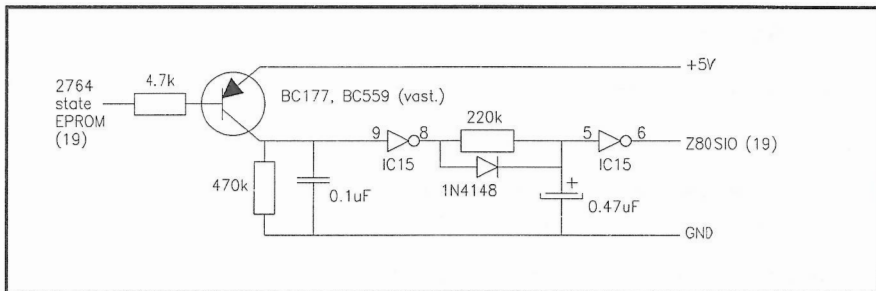 2764
state
EPROM
(19)
4.7k
BC177, BC559 (vast.)
+5V
470k
0.1uF
9
8
IC15
220k
1N4148
5
6
IC15
Z80SIO (19)
+
0.47uF
GND